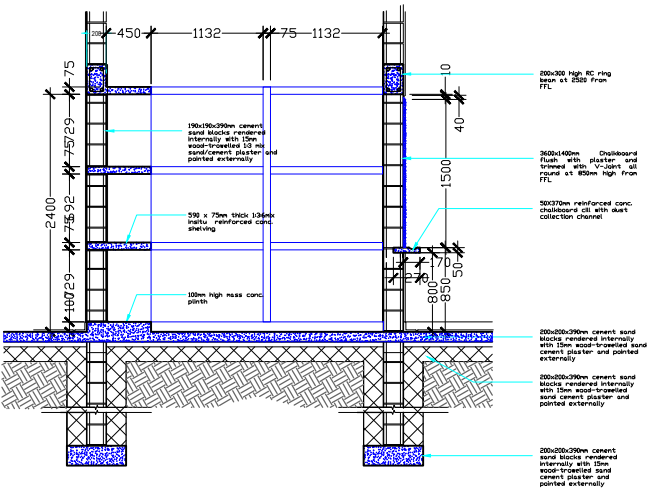 200
450
1132
75
1132
75
10
200x300 high RC ring
beam at 2520 from
FFL
40
190x190x390mm cement
sand blocks rendered
internally with 15mm
wood-trowelled 1:3 mix
sand/cement plaster and
pointed externally
729
75
3600x1400mm Chalkboard
flush with plaster and
trimmed with V-Joint all
round at 850mm high from
FFL
1500
2400
692
75
590 x 75mm thick 1:3:6mix
insitu reinforced conc.
shelving
50X370mm reinforced conc.
chalkboard cill with dust
collection channel
170
270
50
800
850
729
100
100mm high mass conc.
plinth
200x200x390mm cement sand
blocks rendered internally
with 15mm wood-trowelled sand
cement plaster and pointed
externally
200x200x390mm cement sand
blocks rendered internally
with 15mm wood-trowelled
sand cement plaster and
pointed externally
200x200x390mm cement
sand blocks rendered
internally with 15mm
wood-trowelled sand
cement plaster and
pointed externally